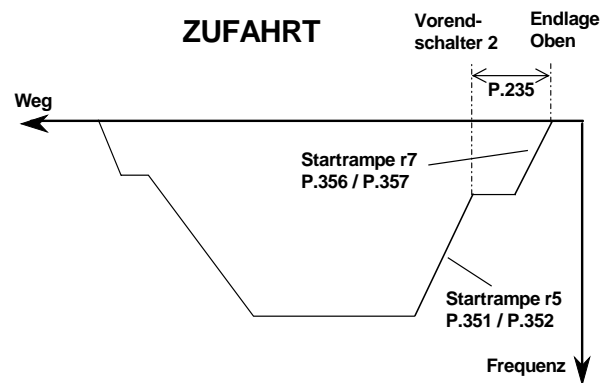 ZUFAHRT
Vorend-
schalter 2
Endlage
Oben
P.235
Weg
Startrampe r7
P.356 / P.357
Startrampe r5
P.351 / P.352
Frequenz